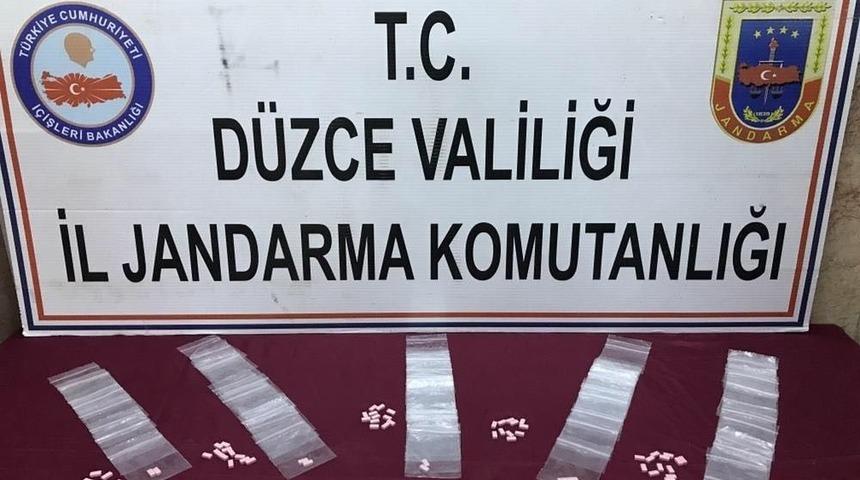 TÜRKİYE CUMHURİYETİ
İÇİŞLERİ BAKANLIĞI
T.C.
DÜZCE VALİLİĞİ
İL JANDARMA KOMUTANLIĞI
JANDARMA